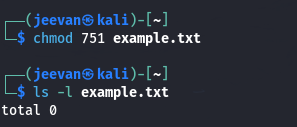 ┌──(jeevan㉿kali)-[~]
└─$ chmod 751 example.txt
┌──(jeevan㉿kali)-[~]
└─$ ls -l example.txt
total 0